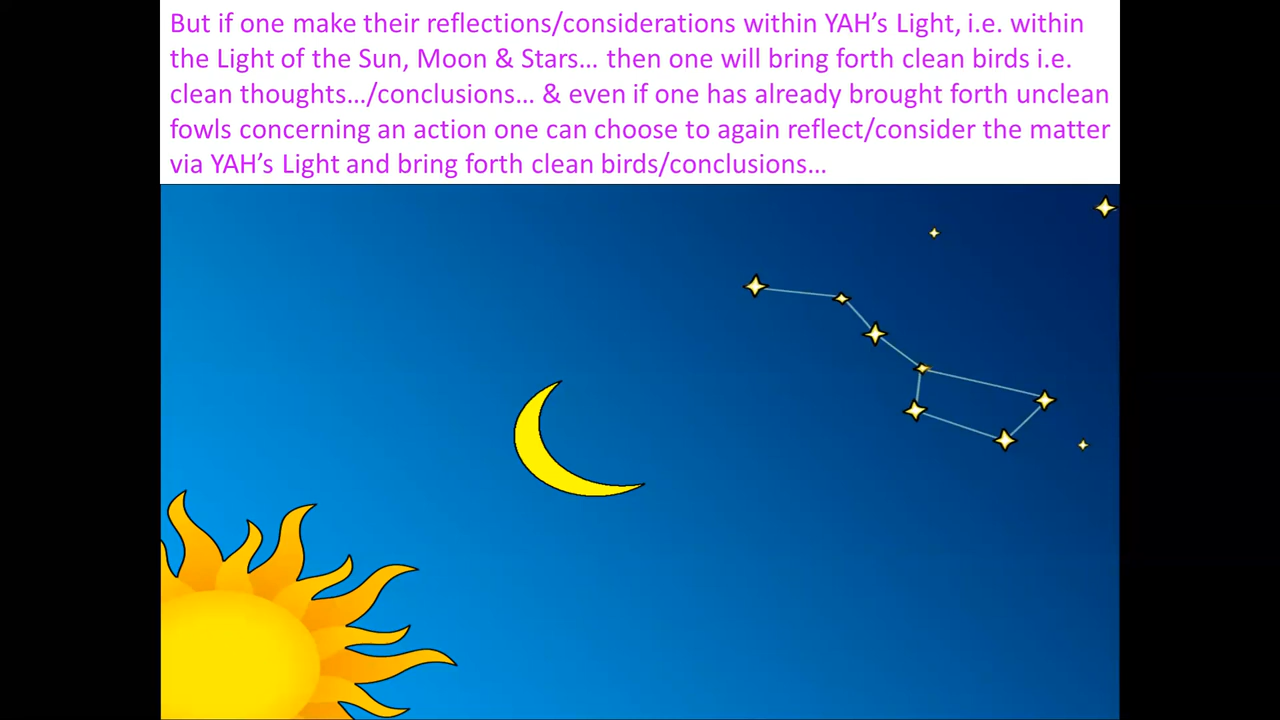 But if one make their reflections/considerations within YAH’s Light, i.e. within
the Light of the Sun, Moon & Stars… then one will bring forth clean birds i.e.
clean thoughts…/conclusions… & even if one has already brought forth unclean
fowls concerning an action one can choose to again reflect/consider the matter
via YAH’s Light and bring forth clean birds/conclusions…